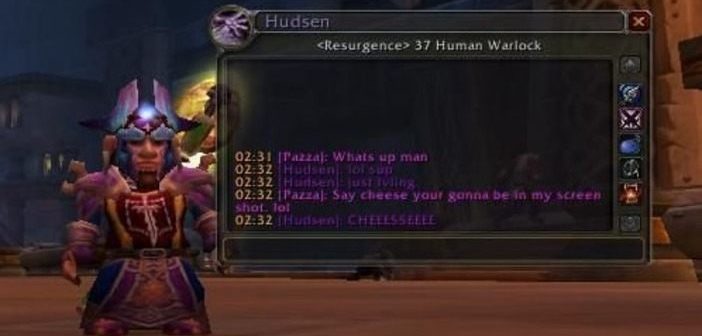 Hudsen
<Resurgence> 37 Human Warlock
02:31 [Pazza]: Whats up man
02:32 [Hudsen]: lol sup
02:32 [Hudsen]: just lvling
02:32 [Pazza]: Say cheese your gonna be in my screen
shot. lol
02:32 [Hudsen]: CHEEESSEEEE